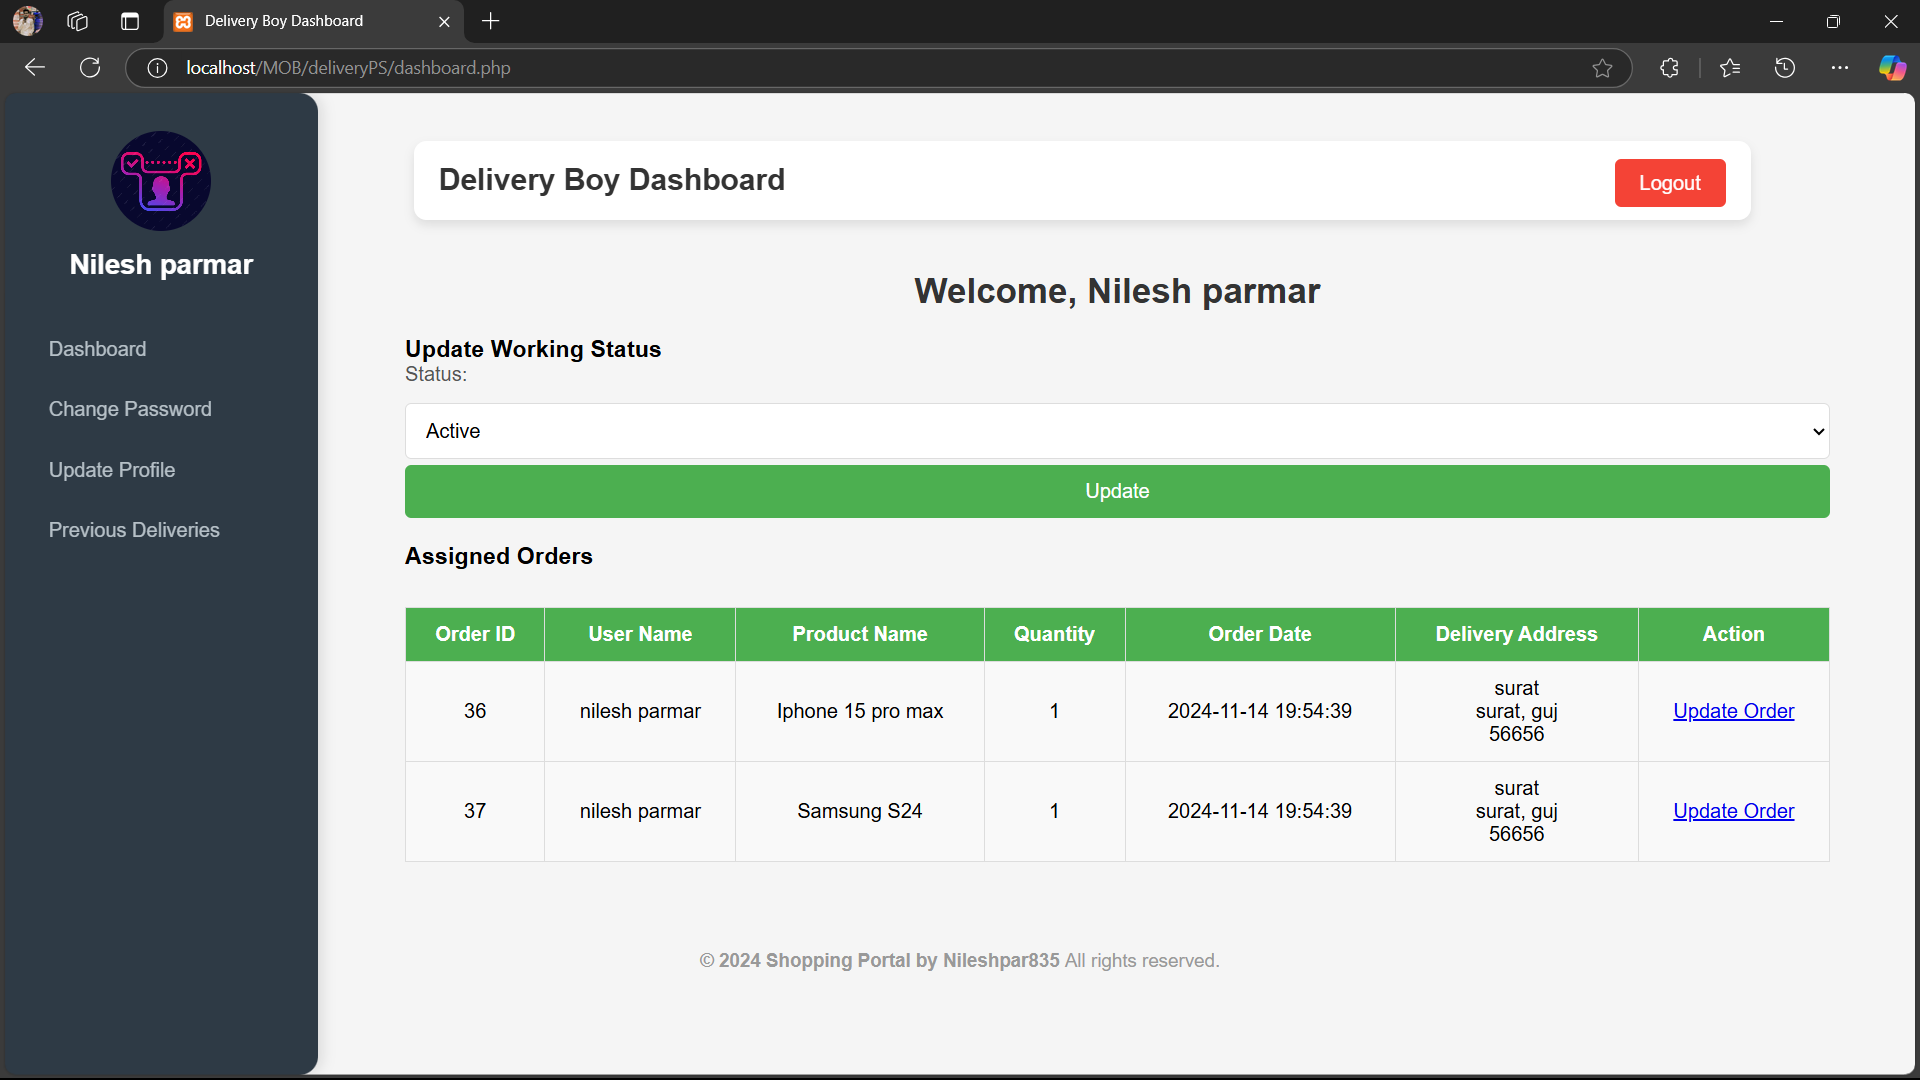 Delivery Boy Dashboard
localhost/MOB/deliveryPS/dashboard.php
Nilesh parmar
Dashboard
Change Password
Update Profile
Previous Deliveries
Delivery Boy Dashboard
Logout
Welcome, Nilesh parmar
Update Working Status
Status:
Active
Update
Assigned Orders
Order ID User Name Product Name Quantity Order Date Delivery Address Action
36 nilesh parmar Iphone 15 pro max 1 2024-11-14 19:54:39 surat
surat, guj
56656 Update Order
37 nilesh parmar Samsung S24 1 2024-11-14 19:54:39 surat
surat, guj
56656 Update Order
© 2024 Shopping Portal by Nileshpar835 All rights reserved.